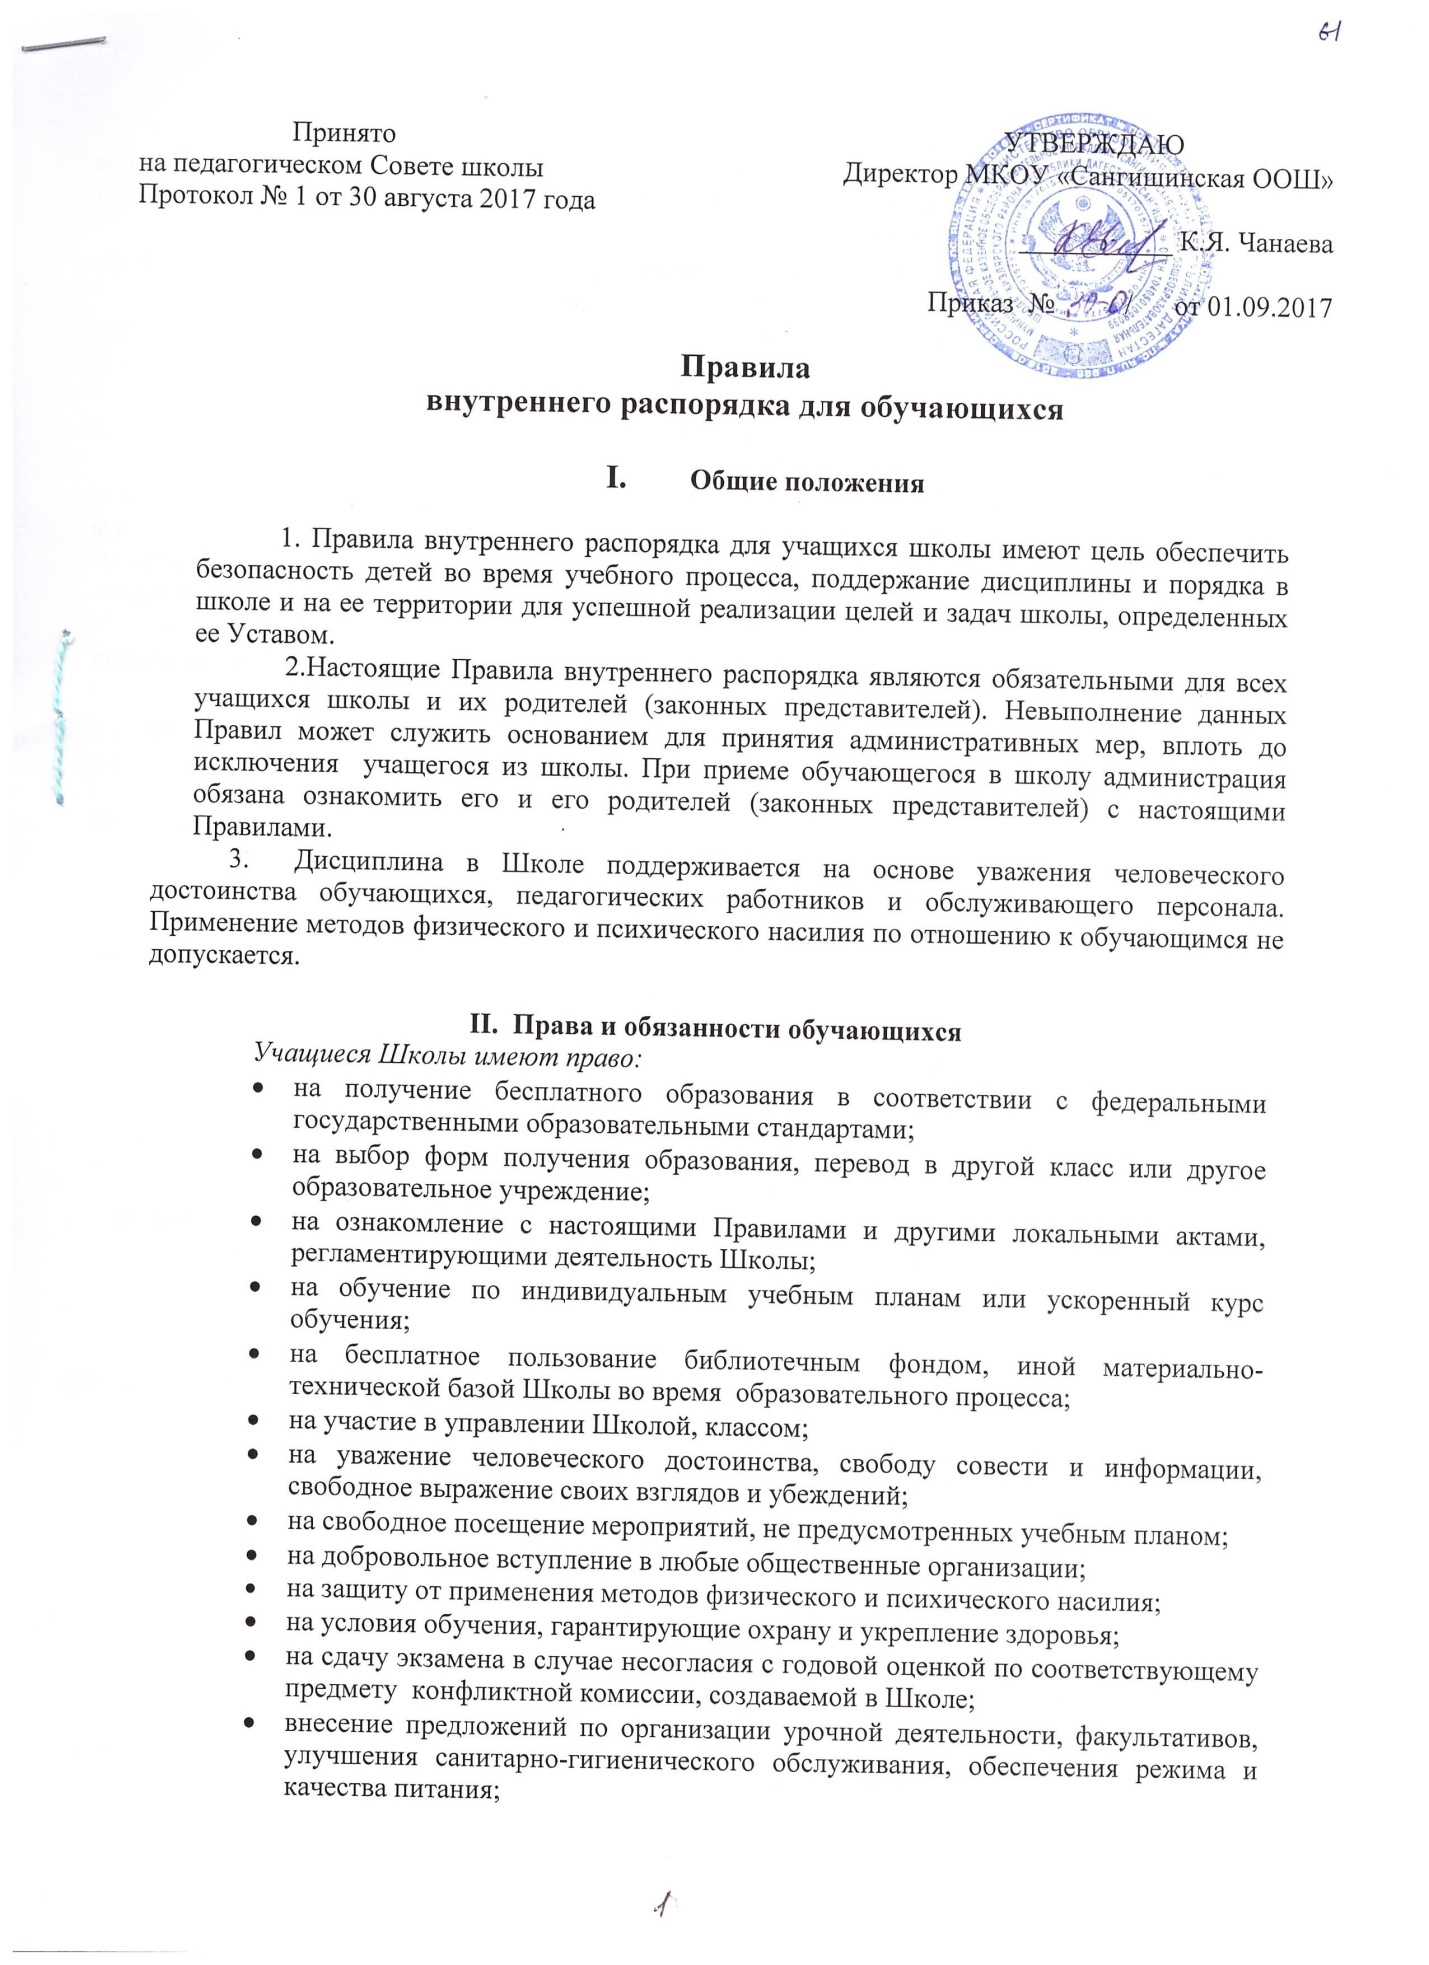 61
Принято
на педагогическом Совете школы
Протокол № 1 от 30 августа 2017 года
УТВЕРЖДАЮ
Директор МКОУ «Сангишинская ООШ»
К.Я. Чанаева
Приказ № от 01.09.2017
Правила
внутреннего распорядка для обучающихся
I. Общие положения
1. Правила внутреннего распорядка для учащихся школы имеют цель обеспечить
безопасность детей во время учебного процесса, поддержание дисциплины и порядка в
школе и на ее территории для успешной реализации целей и задач школы, определенных
ее Уставом.
2.Настоящие Правила внутреннего распорядка являются обязательными для всех
учащихся школы и их родителей (законных представителей). Невыполнение данных
Правил может служить основанием для принятия административных мер, вплоть до
исключения учащегося из школы. При приеме обучающегося в школу администрация
обязана ознакомить его и его родителей (законных представителей) с настоящими
Правилами.
3. Дисциплина в Школе поддерживается на основе уважения человеческого
достоинства обучающихся, педагогических работников и обслуживающего персонала.
Применение методов физического и психического насилия по отношению к обучающимся не
допускается.
II. Права и обязанности обучающихся
Учащиеся Школы имеют право:
• на получение бесплатного образования в соответствии с федеральными
государственными образовательными стандартами;
• на выбор форм получения образования, перевод в другой класс или другое
образовательное учреждение;
• на ознакомление с настоящими Правилами и другими локальными актами,
регламентирующими деятельность Школы;
• на обучение по индивидуальным учебным планам или ускоренный курс
обучения;
• на бесплатное пользование библиотечным фондом, иной материально-
технической базой Школы во время образовательного процесса;
• на участие в управлении Школой, классом;
• на уважение человеческого достоинства, свободу совести и информации,
свободное выражение своих взглядов и убеждений;
• на свободное посещение мероприятий, не предусмотренных учебным планом;
• на добровольное вступление в любые общественные организации;
• на защиту от применения методов физического и психического насилия;
• на условия обучения, гарантирующие охрану и укрепление здоровья;
• на сдачу экзамена в случае несогласия с годовой оценкой по соответствующему
предмету конфликтной комиссии, создаваемой в Школе;
• внесение предложений по организации урочной деятельности, факультативов,
улучшения санитарно-гигиенического обслуживания, обеспечения режима и
качества питания;
1